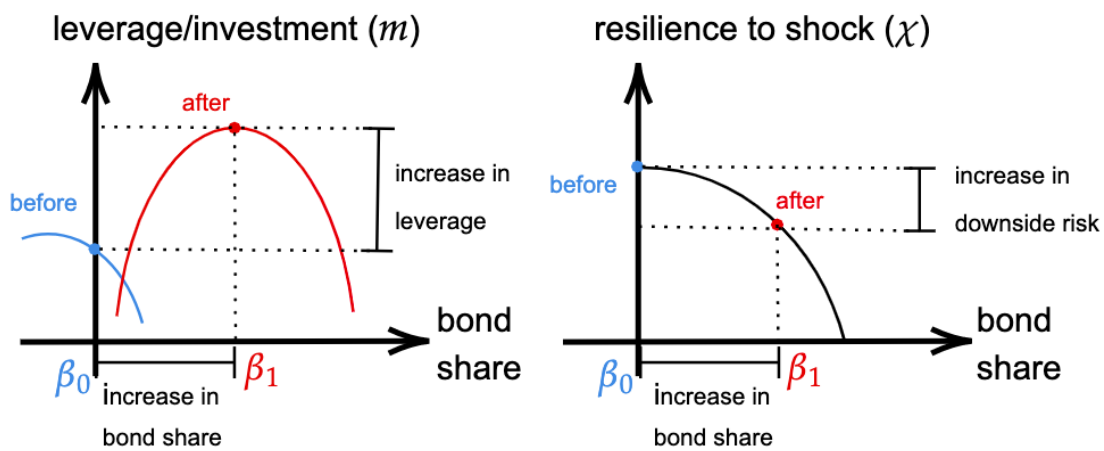 leverage/investment (m)
after
before
increase in
leverage
bond
share
β₀
β₁
increase in
bond share
resilience to shock (χ)
before
after
increase in
downside risk
bond
share
β₀
β₁
increase in
bond share